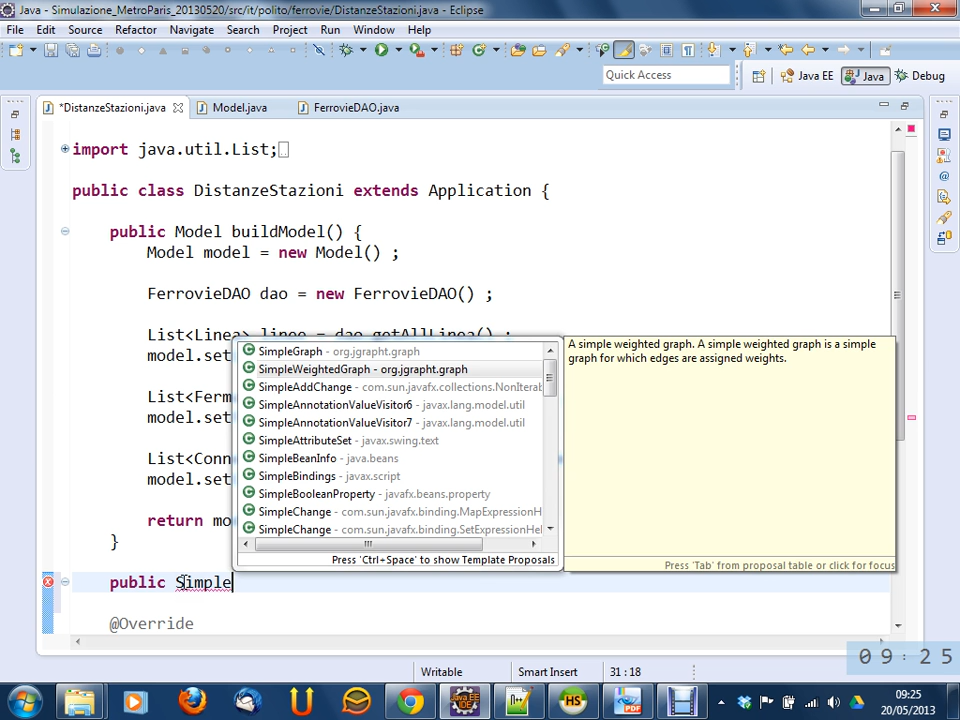 Java - Simulazione_MetroParis_20130520/src/it/polito/ferrovie/DistanzeStazioni.java - Eclipse
File Edit Source Refactor Navigate Search Project Run Window Help
Quick Access
Java EE Java Debug
*DistanzeStazioni.java Model.java FerrovieDAO.java
import java.util.List;
public class DistanzeStazioni extends Application {
public Model buildModel() {
Model model = new Model() ;
FerrovieDAO dao = new FerrovieDAO() ;
List<Linea> linee = dao.getAllLinea() ;
model.set
List<Ferm
model.set
List<Conn
model.set
return mo
}
public Simple
@Override
SimpleGraph - org.jgrapht.graph
SimpleWeightedGraph - org.jgrapht.graph
SimpleAddChange - com.sun.javafx.collections.NonIterab
SimpleAnnotationValueVisitor6 - javax.lang.model.util
SimpleAnnotationValueVisitor7 - javax.lang.model.util
SimpleAttributeSet - javax.swing.text
SimpleBeanInfo - java.beans
SimpleBindings - javax.script
SimpleBooleanProperty - javafx.beans.property
SimpleChange - com.sun.javafx.binding.MapExpressionH
SimpleChange - com.sun.javafx.binding.SetExpressionHel
Press 'Ctrl+Space' to show Template Proposals
A simple weighted graph. A simple weighted graph is a simple
graph for which edges are assigned weights.
Press 'Tab' from proposal table or click for focus
09:25
Writable Smart Insert 31 : 18
09:25
20/05/2013